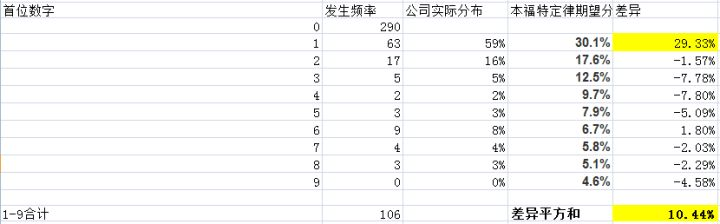 首位数字 发生频率 公司实际分布 本福特定律期望分 差异
0 290
1 63 59% 30.1% 29.33%
2 17 16% 17.6% -1.57%
3 5 5% 12.5% -7.78%
4 2 2% 9.7% -7.80%
5 3 3% 7.9% -5.09%
6 9 8% 6.7% 1.80%
7 4 4% 5.8% -2.03%
8 3 3% 5.1% -2.29%
9 0 0% 4.6% -4.58%
1-9合计 106 差异平方和 10.44%